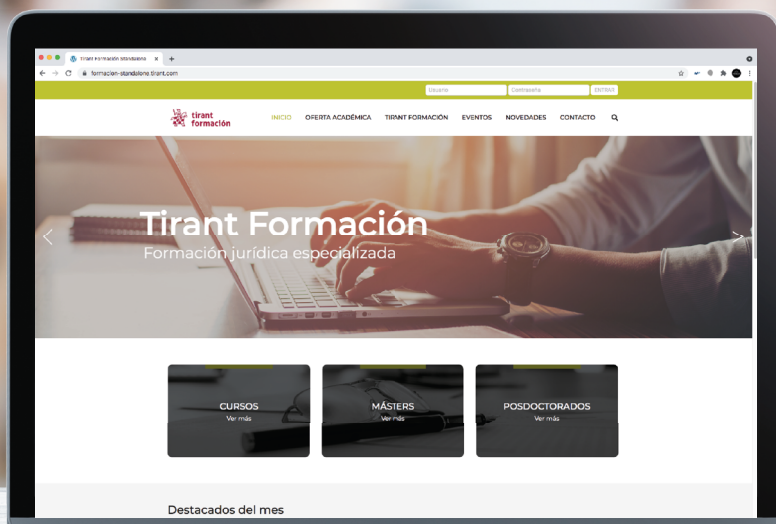 Tirant Formación Standalone
formacion-standalone.tirant.com
Usuario
Contraseña
ENTRAR
tirant
formación
INICIO
OFERTA ACADÉMICA
TIRANT FORMACIÓN
EVENTOS
NOVEDADES
CONTACTO
Tirant Formación
Formación jurídica especializada
CURSOS
Ver más
MÁSTERS
Ver más
POSDOCTORADOS
Ver más
Destacados del mes